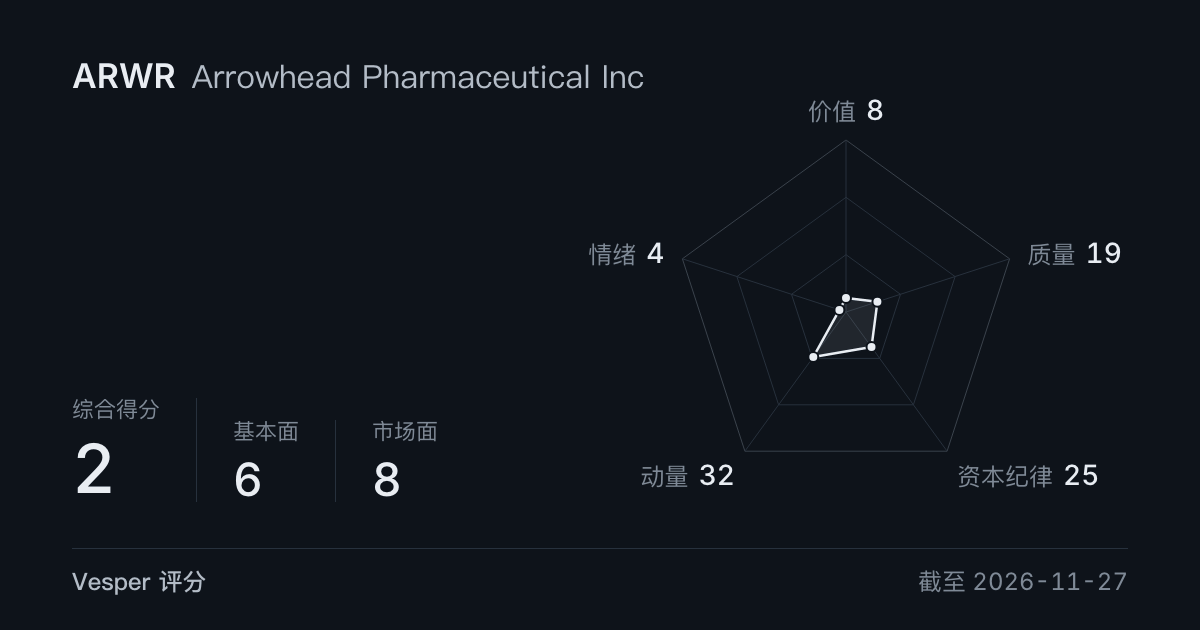 ARWR Arrowhead Pharmaceutical Inc
价值 8
情绪 4
质量 19
动量 32
资本纪律 25
综合得分
2
基本面
6
市场面
8
Vesper 评分
截至 2026-11-27